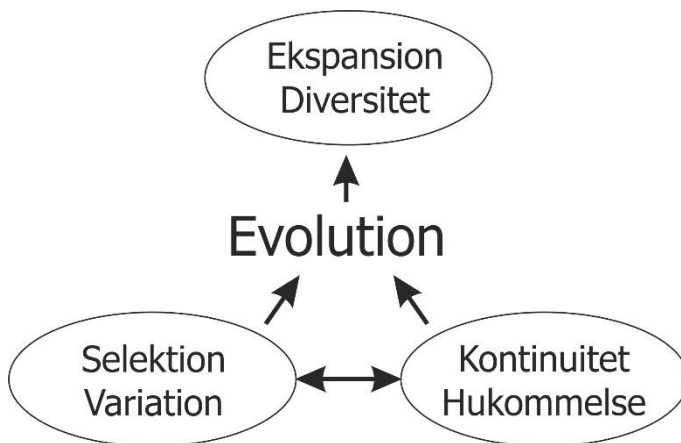 Ekspansion
Diversitet
Evolution
Selektion
Variation
Kontinuitet
Hukommelse